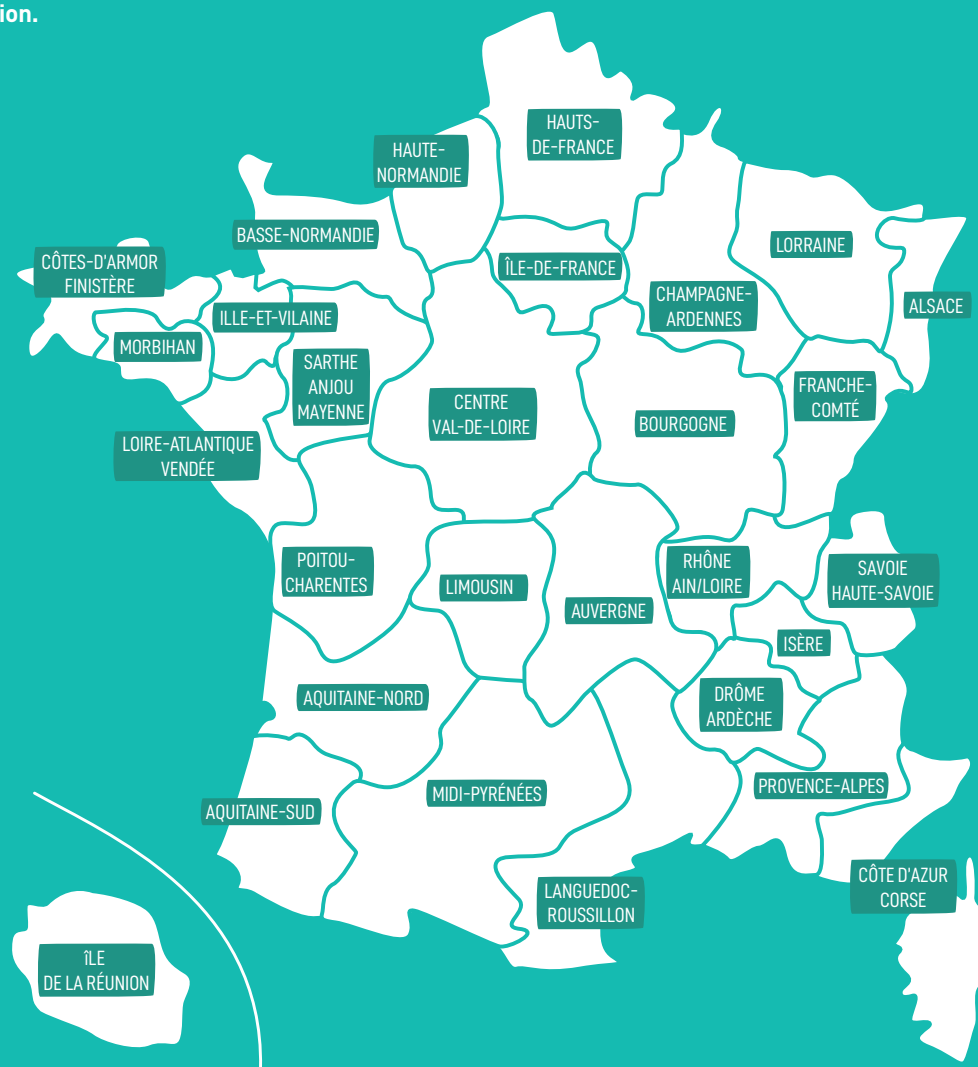 ion.
HAUTS-
DE-FRANCE
HAUTE-
NORMANDIE
BASSE-NORMANDIE
LORRAINE
CÔTES-D'ARMOR
FINISTÈRE
ÎLE-DE-FRANCE
CHAMPAGNE-
ARDENNES
ALSACE
ILLE-ET-VILAINE
MORBIHAN
SARTHE
ANJOU
MAYENNE
FRANCHE-
COMTÉ
CENTRE
VAL-DE-LOIRE
BOURGOGNE
LOIRE-ATLANTIQUE
VENDÉE
POITOU-
CHARENTES
LIMOUSIN
RHÔNE
AIN/LOIRE
SAVOIE
HAUTE-SAVOIE
AUVERGNE
ISÈRE
AQUITAINE-NORD
DRÔME
ARDÈCHE
MIDI-PYRÉNÉES
PROVENCE-ALPES
AQUITAINE-SUD
LANGUEDOC-
ROUSSILLON
CÔTE D'AZUR
CORSE
îLE
DE LA RÉUNION